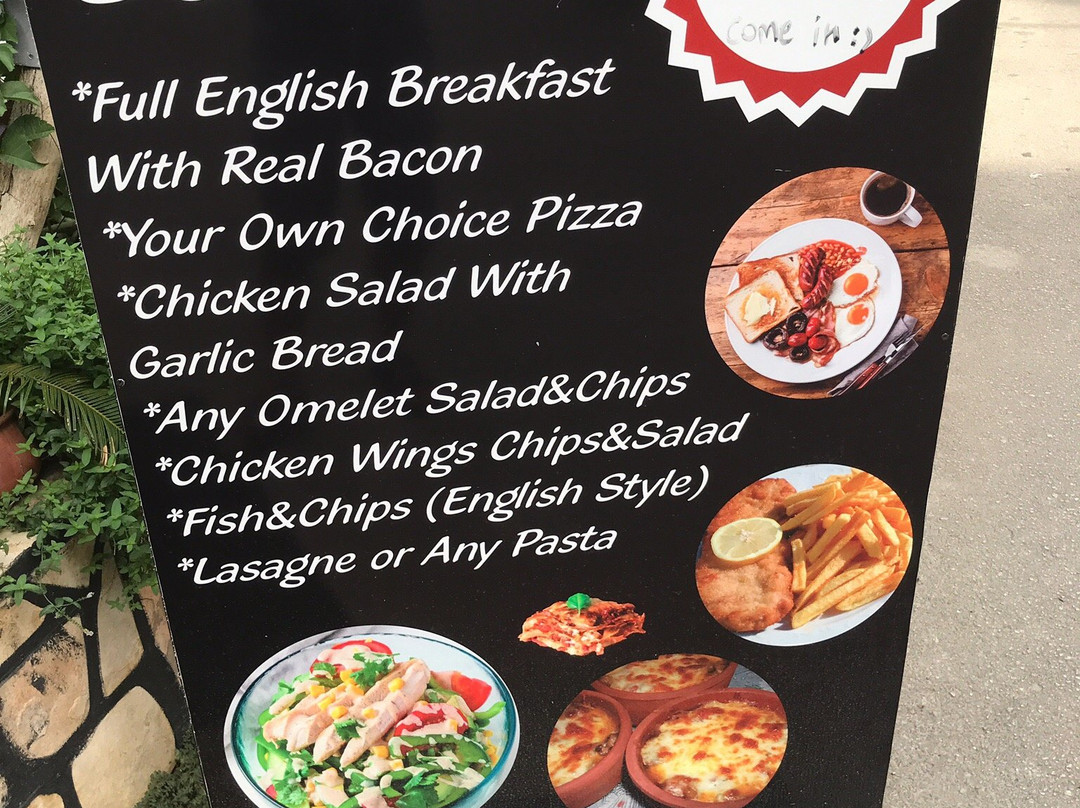 come in :)
*Full English Breakfast
With Real Bacon
*Your Own Choice Pizza
*Chicken Salad With
Garlic Bread
*Any Omelet Salad&Chips
*Chicken Wings Chips&Salad
*Fish&Chips (English Style)
*Lasagne or Any Pasta